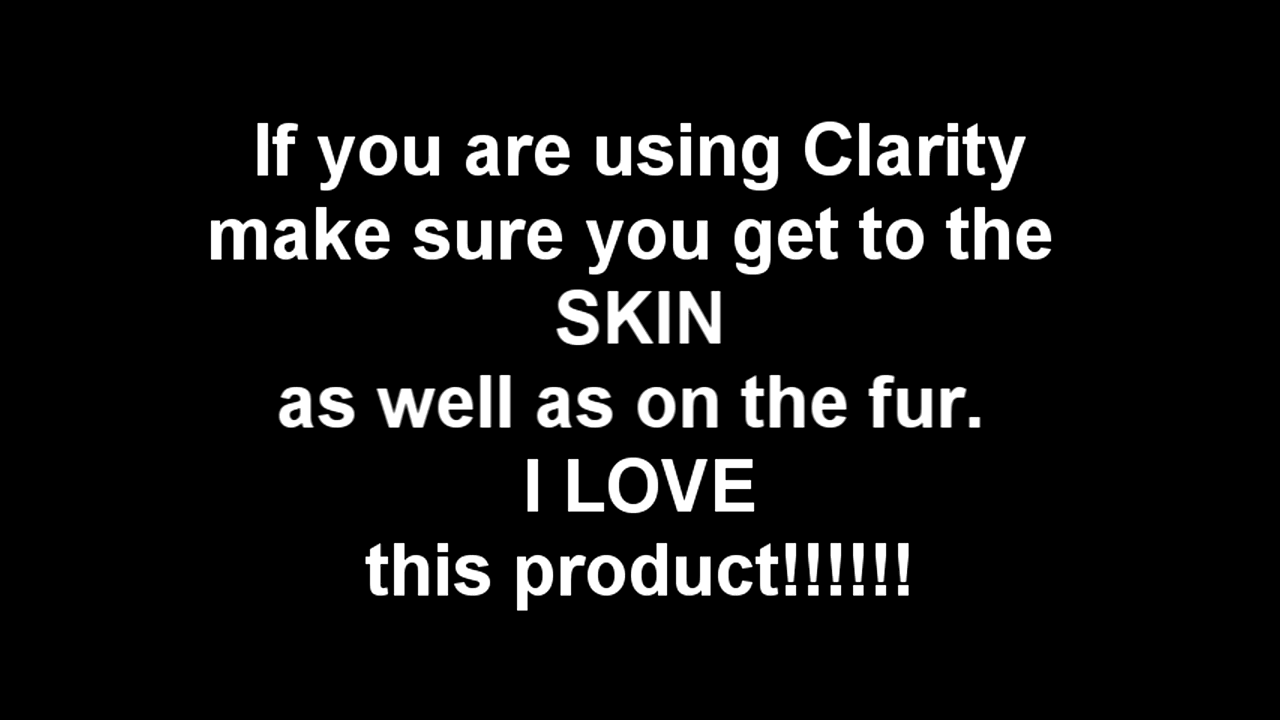 If you are using Clarity
make sure you get to the
SKIN
as well as on the fur.
I LOVE
this product!!!!!!